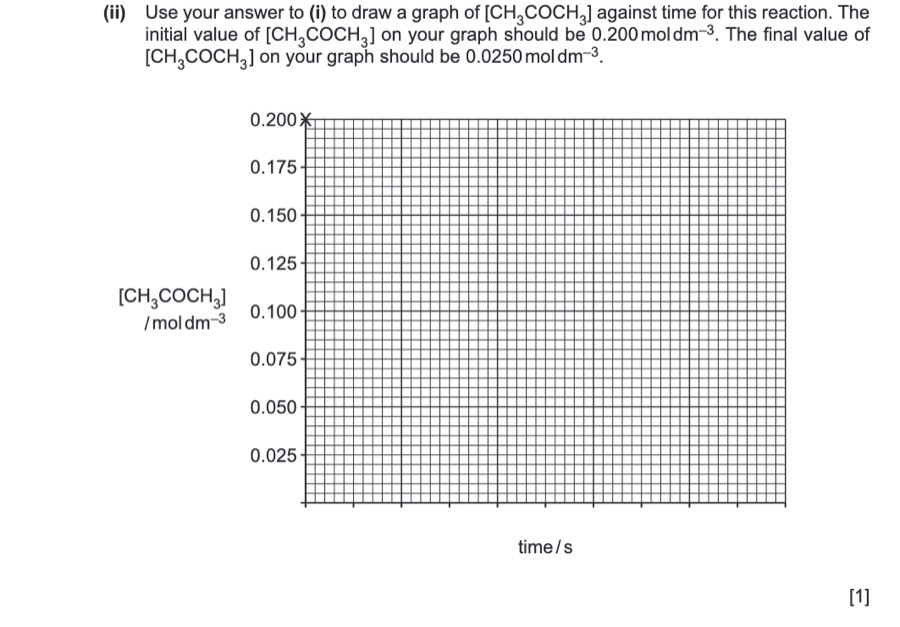 (ii) Use your answer to (i) to draw a graph of [CH₃COCH₃] against time for this reaction. The
initial value of [CH₃COCH₃] on your graph should be 0.200 mol dm⁻³. The final value of
[CH₃COCH₃] on your graph should be 0.0250 mol dm⁻³.
0.200
0.175
0.150
0.125
[CH₃COCH₃]
/ mol dm⁻³
0.100
0.075
0.050
0.025
time / s
[1]